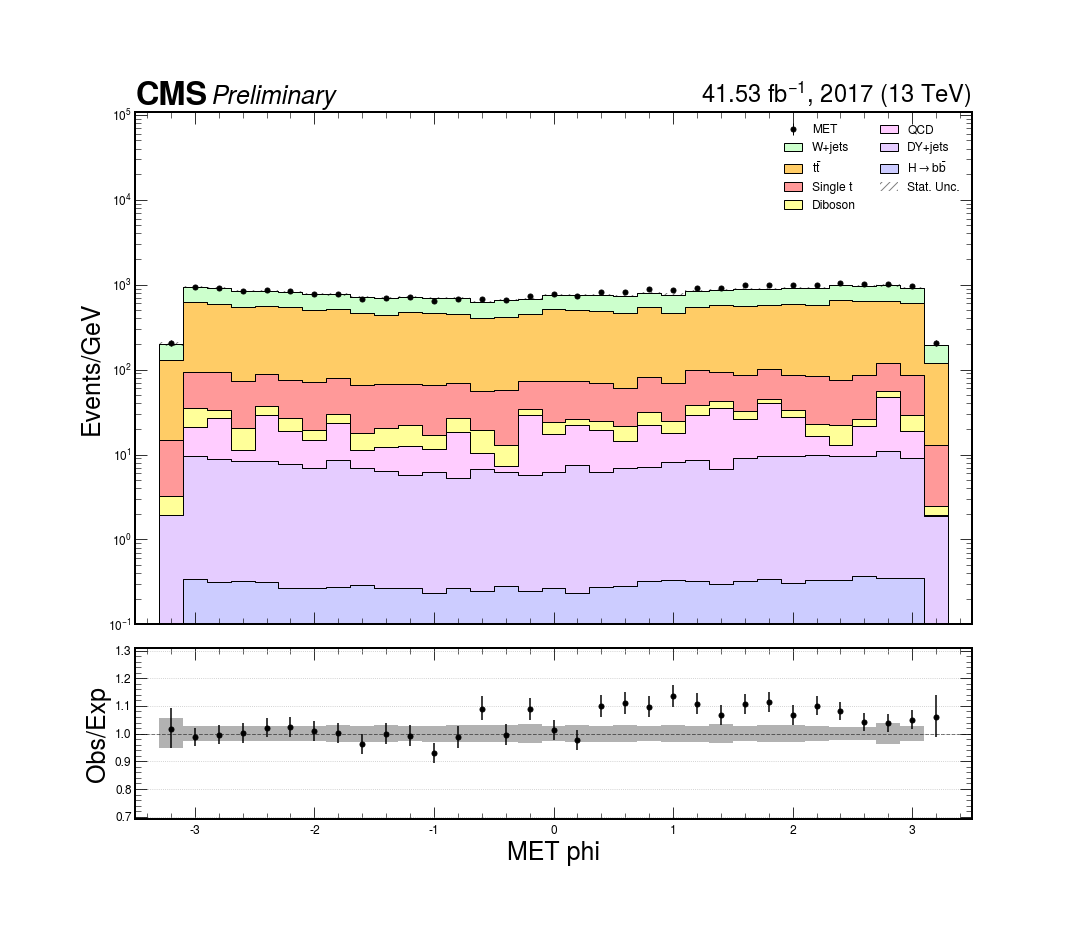 CMS Preliminary
41.53 fb⁻¹, 2017 (13 TeV)
10⁵
10⁴
10³
10²
10¹
10⁰
10⁻¹
Events/GeV
MET
W+jets
tt̄
Single t
Diboson
QCD
DY+jets
H→bb̄
Stat. Unc.
1.3
1.2
1.1
1.0
0.9
0.8
0.7
Obs/Exp
-3 -2 -1 0 1 2 3
MET phi